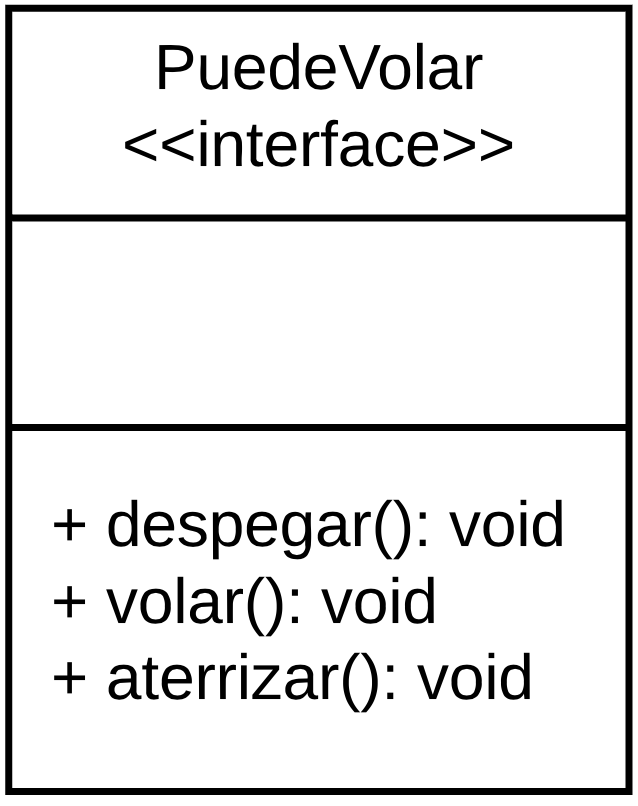 PuedeVolar
<<interface>>
+ despegar(): void
+ volar(): void
+ aterrizar(): void